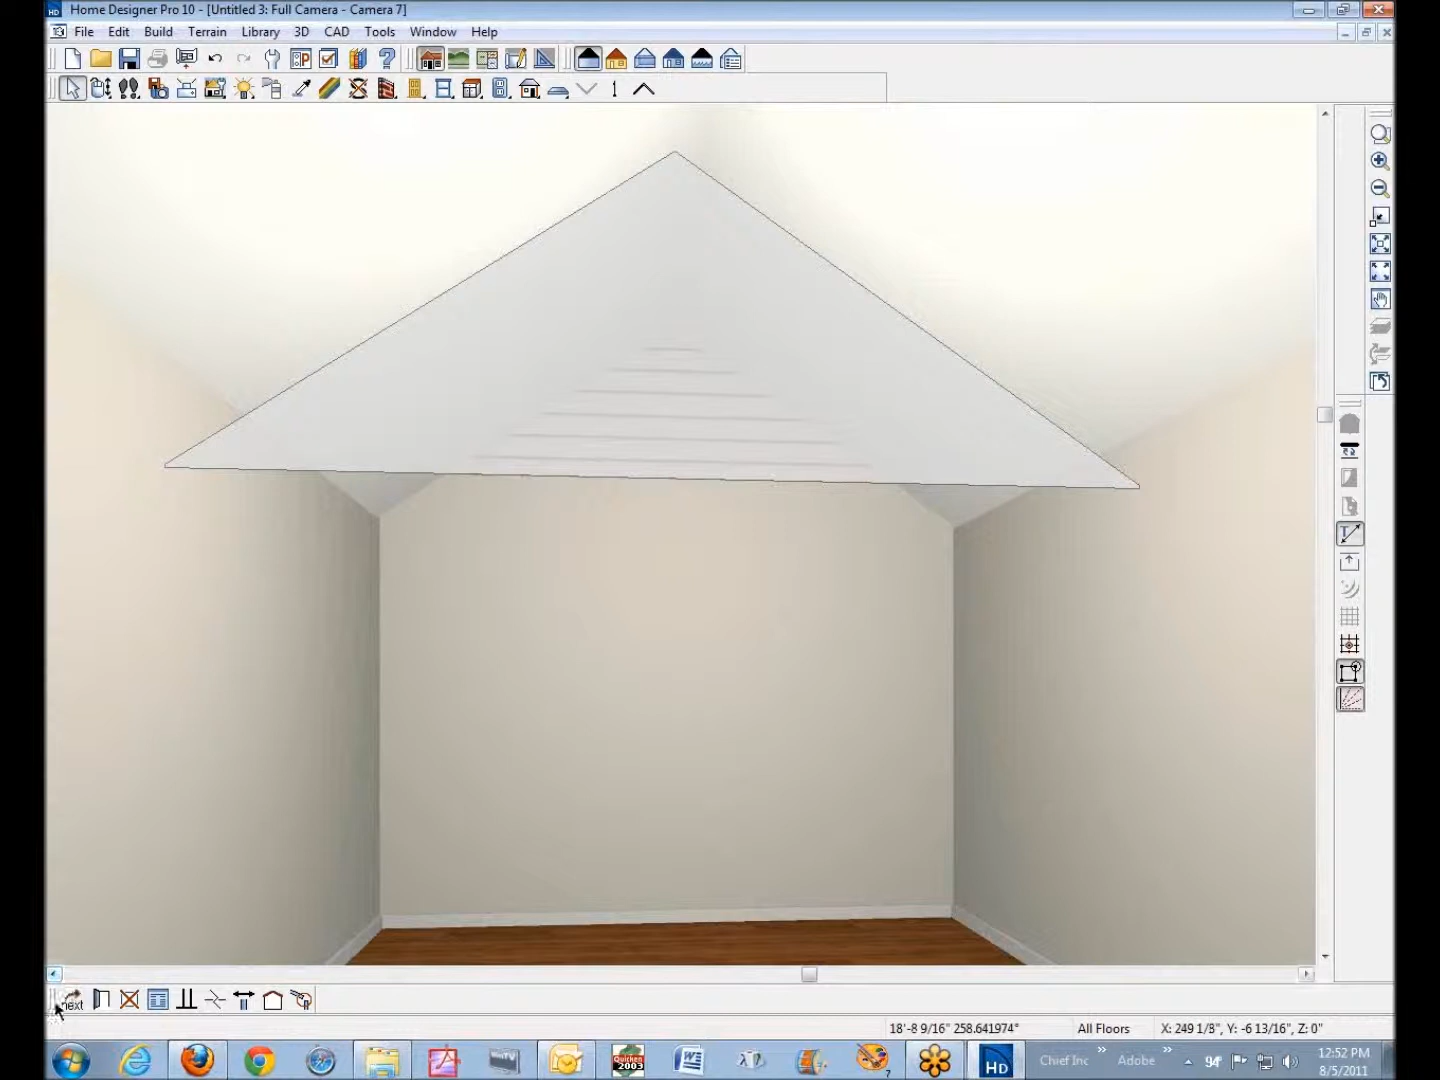 Home Designer Pro 10 - [Untitled 3: Full Camera - Camera 7]
File Edit Build Terrain Library 3D CAD Tools Window Help
next
18'-8 9/16" 258.641974° All Floors X: 249 1/8", Y: -6 13/16", Z: 0"
Quicken 2003 HD Chief Inc » Adobe » 94° 12:52 PM
8/5/2011